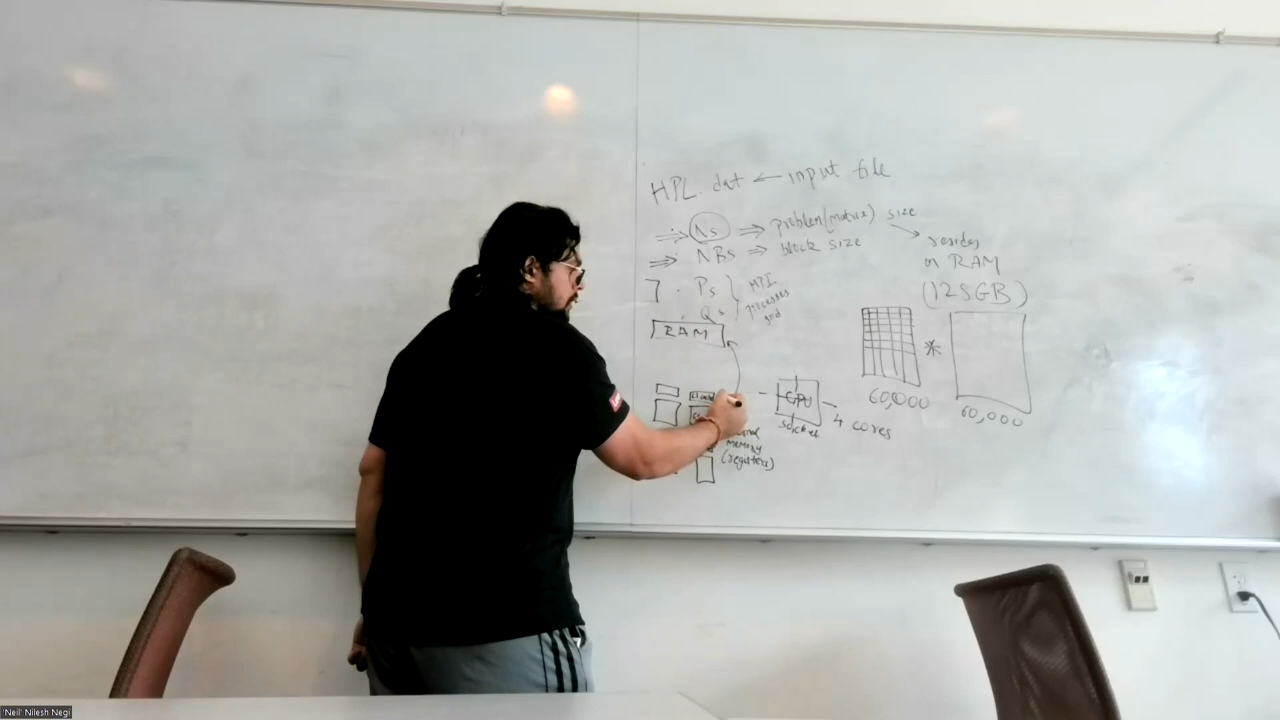 HPL.dat ← input file
Ns ⇒ problem(matrix) size
NBs ⇒ block size
resides
in RAM
(128GB)
Ps
Qs
MPI
processes
grid
RAM
*
60,000
60,000
CPU
socket
4 cores
memory
(registers)
'Neil' Nilesh Negi